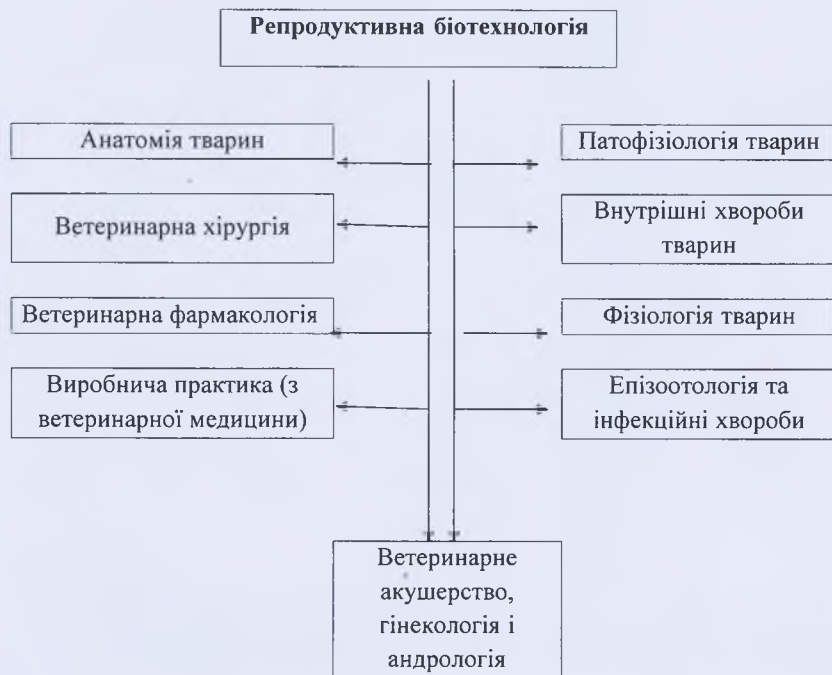 Репродуктивна біотехнологія
Анатомія тварин
Патофізіологія тварин
Ветеринарна хірургія
Внутрішні хвороби
тварин
Ветеринарна фармакологія
Фізіологія тварин
Виробнича практика (з
ветеринарної медицини)
Епізоотологія та
інфекційні хвороби
Ветеринарне
акушерство,
гінекологія і
андрологія